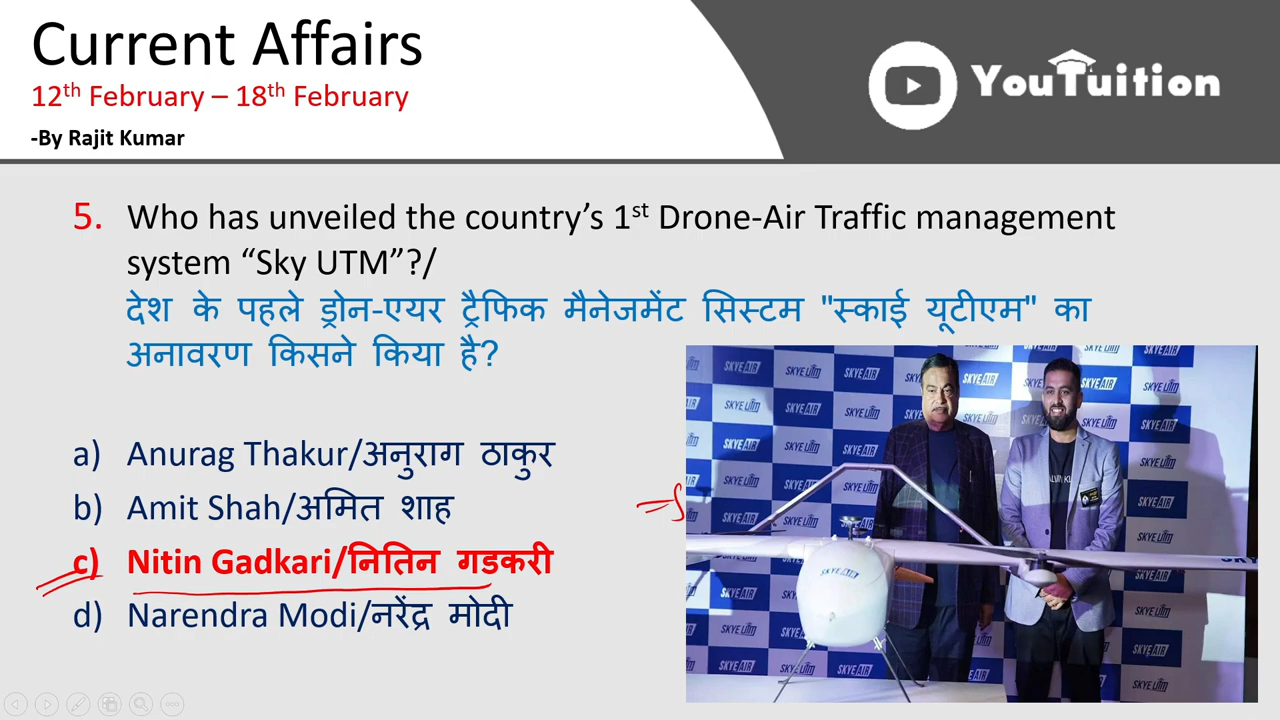 Current Affairs
12th February – 18th February
-By Rajit Kumar
YouTuition
5. Who has unveiled the country’s 1st Drone-Air Traffic management
system “Sky UTM”?/
देश के पहले ड्रोन-एयर ट्रैफिक मैनेजमेंट सिस्टम "स्काई यूटीएम" का
अनावरण किसने किया है?
a) Anurag Thakur/अनुराग ठाकुर
b) Amit Shah/अमित शाह
c) Nitin Gadkari/नितिन गडकरी
d) Narendra Modi/नरेंद्र मोदी
SKYE AIR
SKYE UTM